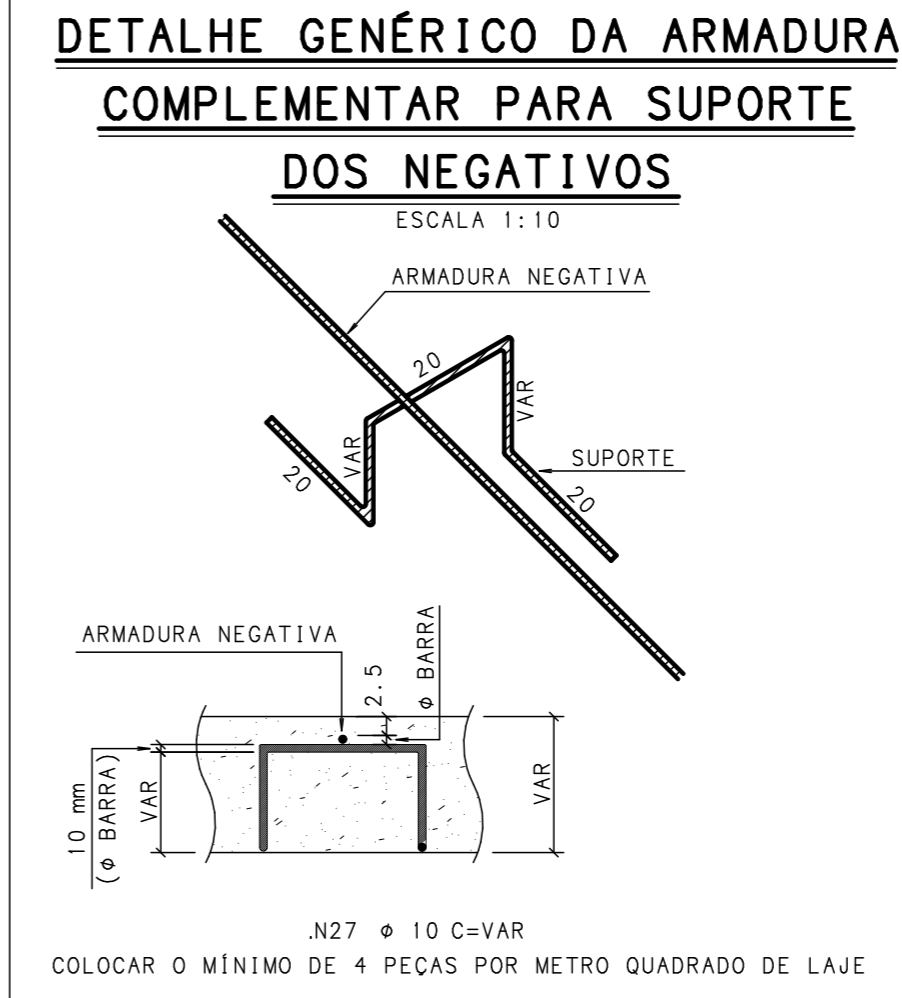 DETALHE GENÉRICO DA ARMADURA
COMPLEMENTAR PARA SUPORTE
DOS NEGATIVOS
ESCALA 1:10
ARMADURA NEGATIVA
20
VAR
VAR
SUPORTE
20
20
ARMADURA NEGATIVA
2.5
φ BARRA
10 mm
(φ BARRA)
VAR
VAR
.N27 φ 10 C=VAR
COLOCAR O MÍNIMO DE 4 PEÇAS POR METRO QUADRADO DE LAJE